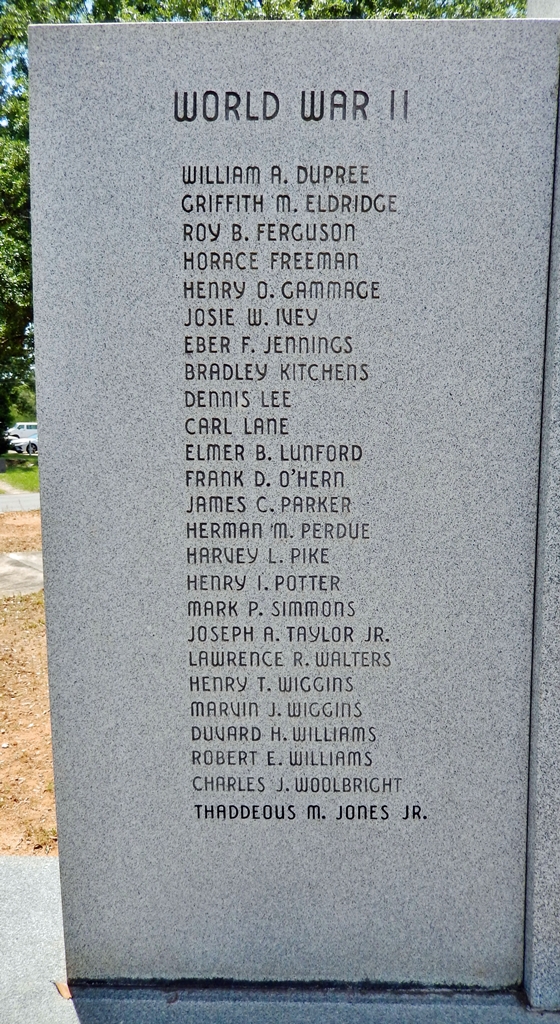 WORLD WAR II
WILLIAM A. DUPREE
GRIFFITH M. ELDRIDGE
ROY B. FERGUSON
HORACE FREEMAN
HENRY O. GAMMAGE
JOSIE W. IVEY
EBER F. JENNINGS
BRADLEY KITCHENS
DENNIS LEE
CARL LANE
ELMER B. LUNFORD
FRANK D. O'HERN
JAMES C. PARKER
HERMAN M. PERDUE
HARVEY L. PIKE
HENRY I. POTTER
MARK P. SIMMONS
JOSEPH A. TAYLOR JR.
LAWRENCE R. WALTERS
HENRY T. WIGGINS
MARVIN J. WIGGINS
DUVARD H. WILLIAMS
ROBERT E. WILLIAMS
CHARLES J. WOOLBRIGHT
THADDEOUS M. JONES JR.